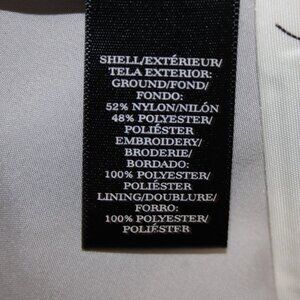 SHELL/EXTÉRIEUR/
TELA EXTERIOR:
GROUND/FOND/
FONDO:
52% NYLON/NILÓN
48% POLYESTER/
POLIÉSTER
EMBROIDERY/
BRODERIE/
BORDADO:
100% POLYESTER/
POLIÉSTER
LINING/DOUBLURE/
FORRO:
100% POLYESTER/
POLIÉSTER